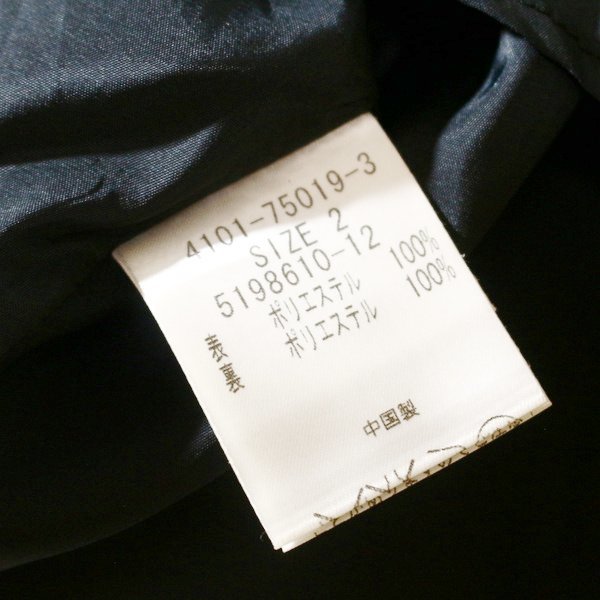 4101-75019-3
SIZE 2
5198610-12
表 ポリエステル 100%
裏 ポリエステル 100%
中国製